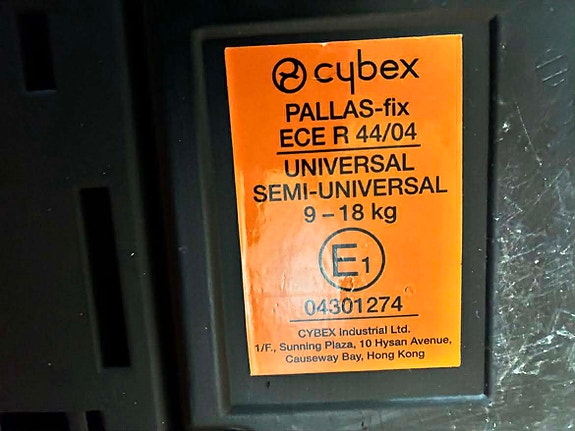 cybex
PALLAS-fix
ECE R 44/04
UNIVERSAL
SEMI-UNIVERSAL
9 – 18 kg
E1
04301274
CYBEX Industrial Ltd.
1/F., Sunning Plaza, 10 Hysan Avenue,
Causeway Bay, Hong Kong